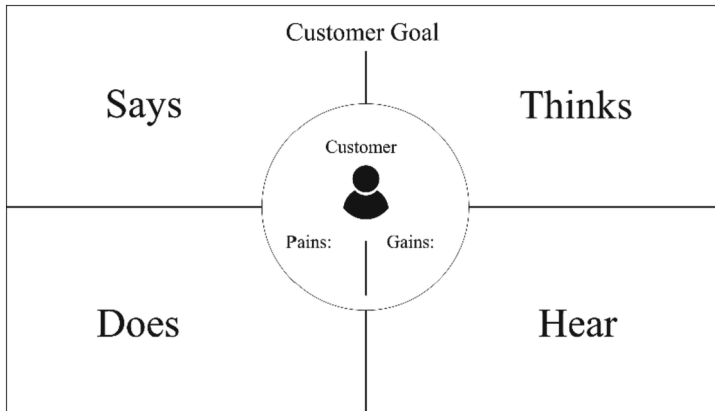 Customer Goal
Says
Thinks
Customer
Pains:
Gains:
Does
Hear